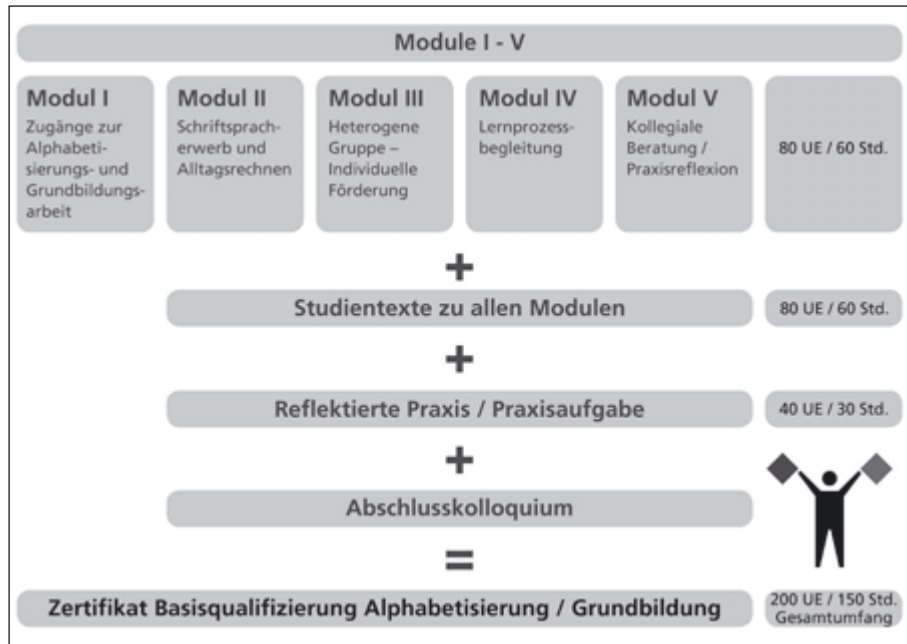 Module I - V
Modul I
Zugänge zur
Alphabeti-
sierungs- und
Grundbildungs-
arbeit
Modul II
Schriftsprach-
erwerb und
Alltagsrechnen
Modul III
Heterogene
Gruppe –
Individuelle
Förderung
Modul IV
Lernprozess-
begleitung
Modul V
Kollegiale
Beratung /
Praxisreflexion
80 UE / 60 Std.
+
Studientexte zu allen Modulen
80 UE / 60 Std.
+
Reflektierte Praxis / Praxisaufgabe
40 UE / 30 Std.
+
Abschlusskolloquium
=
Zertifikat Basisqualifizierung Alphabetisierung / Grundbildung
200 UE / 150 Std.
Gesamtumfang